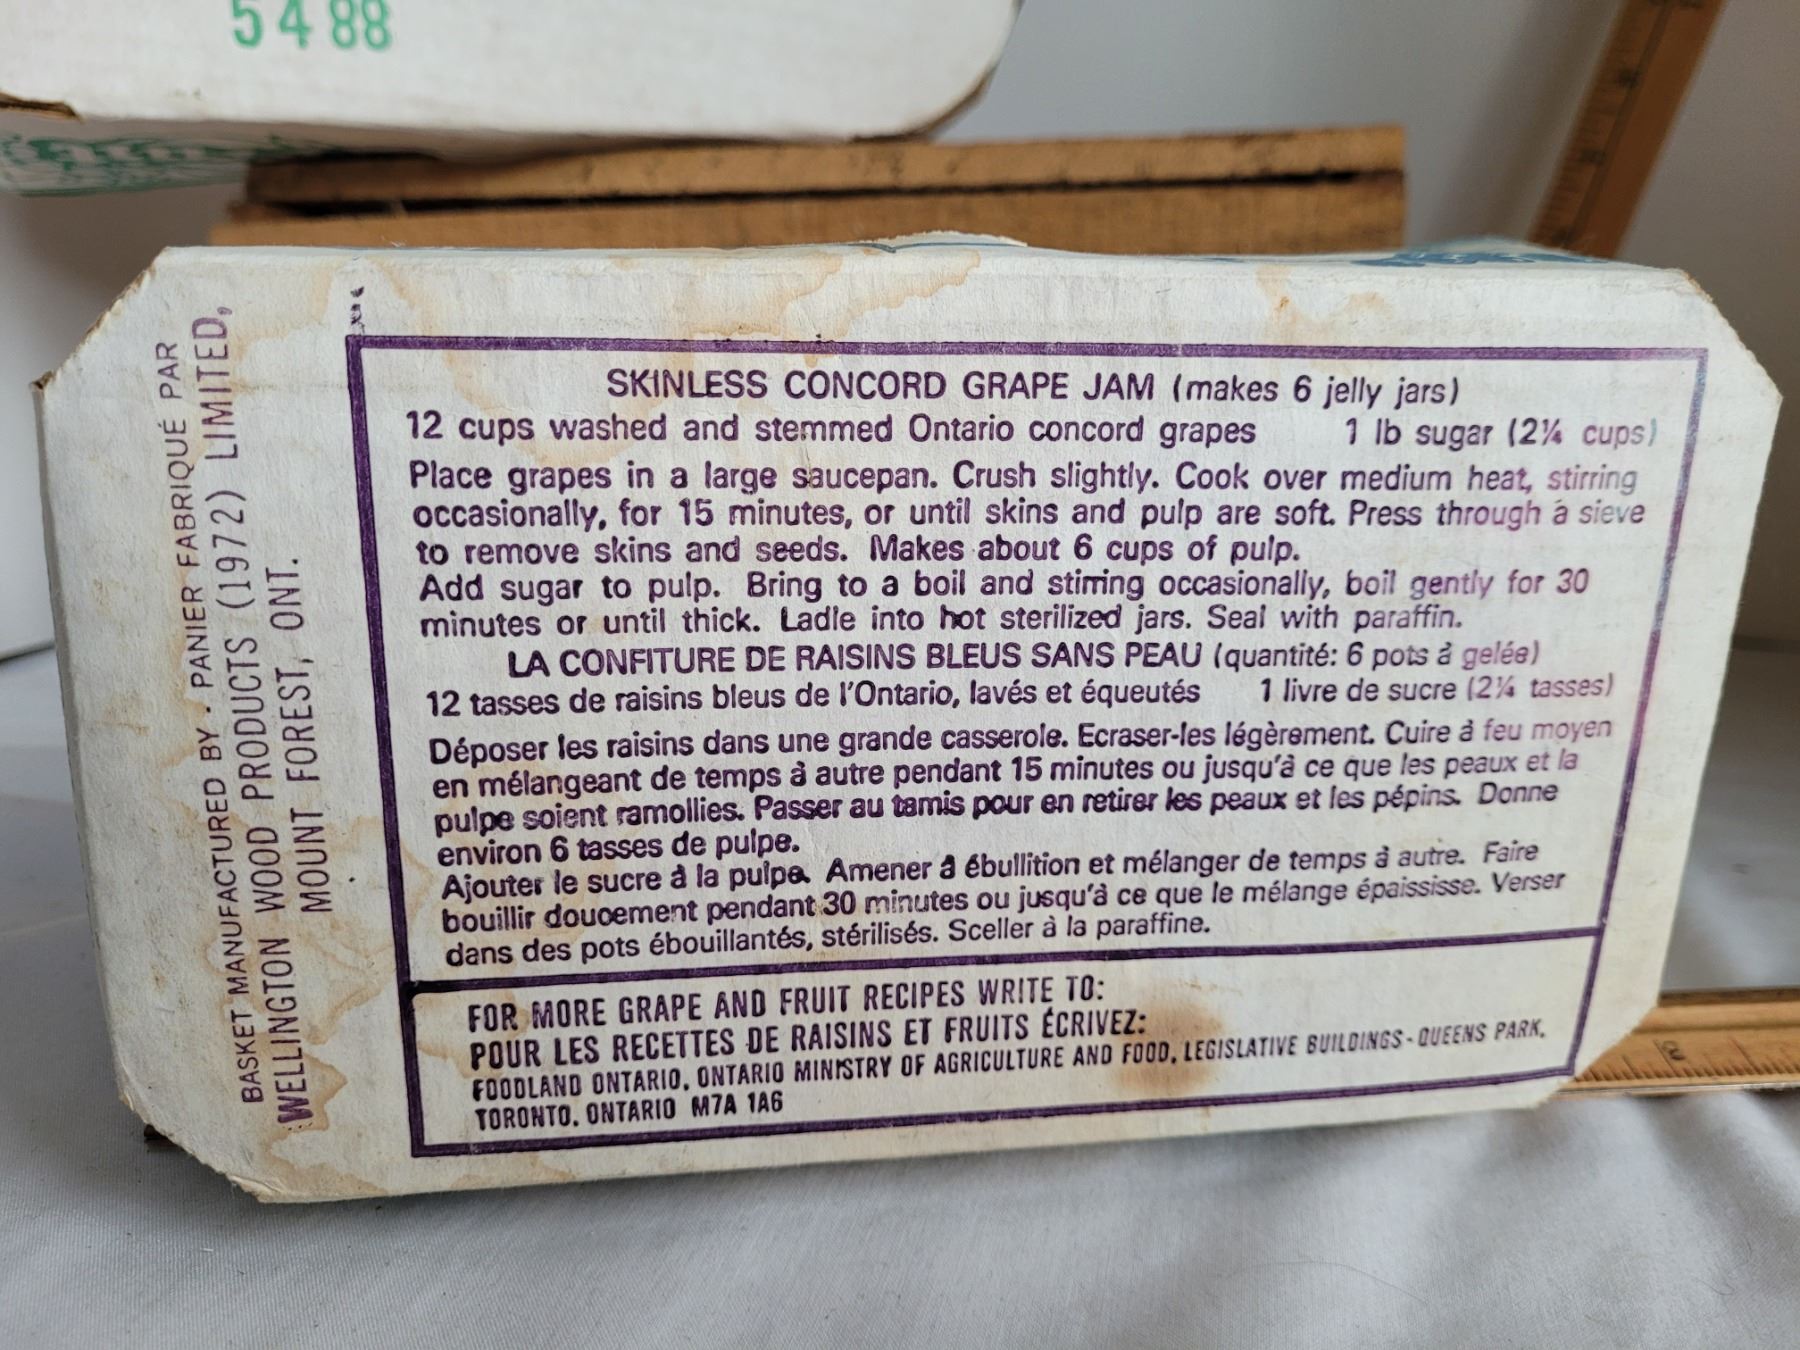 5 4 88
BASKET MANUFACTURED BY · PANIER FABRIQUÉ PAR
WELLINGTON WOOD PRODUCTS (1972) LIMITED,
MOUNT FOREST, ONT.
SKINLESS CONCORD GRAPE JAM (makes 6 jelly jars)
12 cups washed and stemmed Ontario concord grapes 1 lb sugar (2¼ cups)
Place grapes in a large saucepan. Crush slightly. Cook over medium heat, stirring
occasionally, for 15 minutes, or until skins and pulp are soft. Press through a sieve
to remove skins and seeds. Makes about 6 cups of pulp.
Add sugar to pulp. Bring to a boil and stirring occasionally, boil gently for 30
minutes or until thick. Ladle into hot sterilized jars. Seal with paraffin.
LA CONFITURE DE RAISINS BLEUS SANS PEAU (quantité: 6 pots à gelée)
12 tasses de raisins bleus de l'Ontario, lavés et équeutés 1 livre de sucre (2¼ tasses)
Déposer les raisins dans une grande casserole. Ecraser-les légèrement. Cuire à feu moyen
en mélangeant de temps à autre pendant 15 minutes ou jusqu'à ce que les peaux et la
pulpe soient ramollies. Passer au tamis pour en retirer les peaux et les pépins. Donne
environ 6 tasses de pulpe.
Ajouter le sucre à la pulpe. Amener à ébullition et mélanger de temps à autre. Faire
bouillir doucement pendant 30 minutes ou jusqu'à ce que le mélange épaississe. Verser
dans des pots ébouillantés, stérilisés. Sceller à la paraffine.
FOR MORE GRAPE AND FRUIT RECIPES WRITE TO:
POUR LES RECETTES DE RAISINS ET FRUITS ÉCRIVEZ:
FOODLAND ONTARIO, ONTARIO MINISTRY OF AGRICULTURE AND FOOD, LEGISLATIVE BUILDINGS - QUEENS PARK,
TORONTO, ONTARIO M7A 1A6